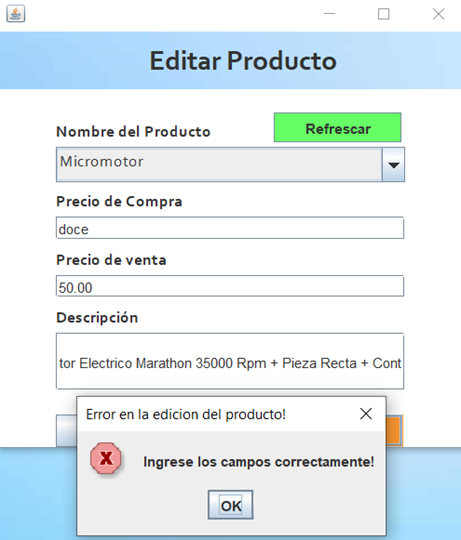 Editar Producto
Refrescar
Nombre del Producto
Micromotor
Precio de Compra
doce
Precio de venta
50.00
Descripción
tor Electrico Marathon 35000 Rpm + Pieza Recta + Cont
Error en la edicion del producto!
X
Ingrese los campos correctamente!
OK